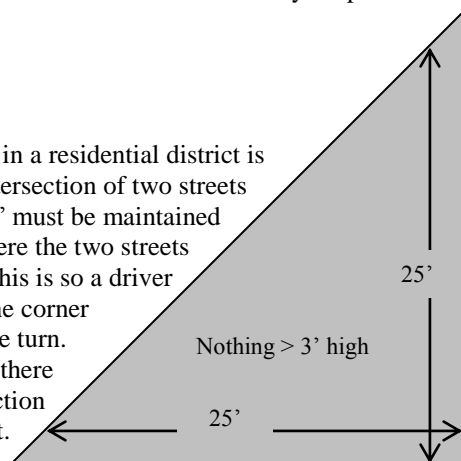 in a residential district is
ersection of two streets
’ must be maintained
ere the two streets
his is so a driver
e corner
e turn.
there
ction
t.
25’
Nothing > 3’ high
25’